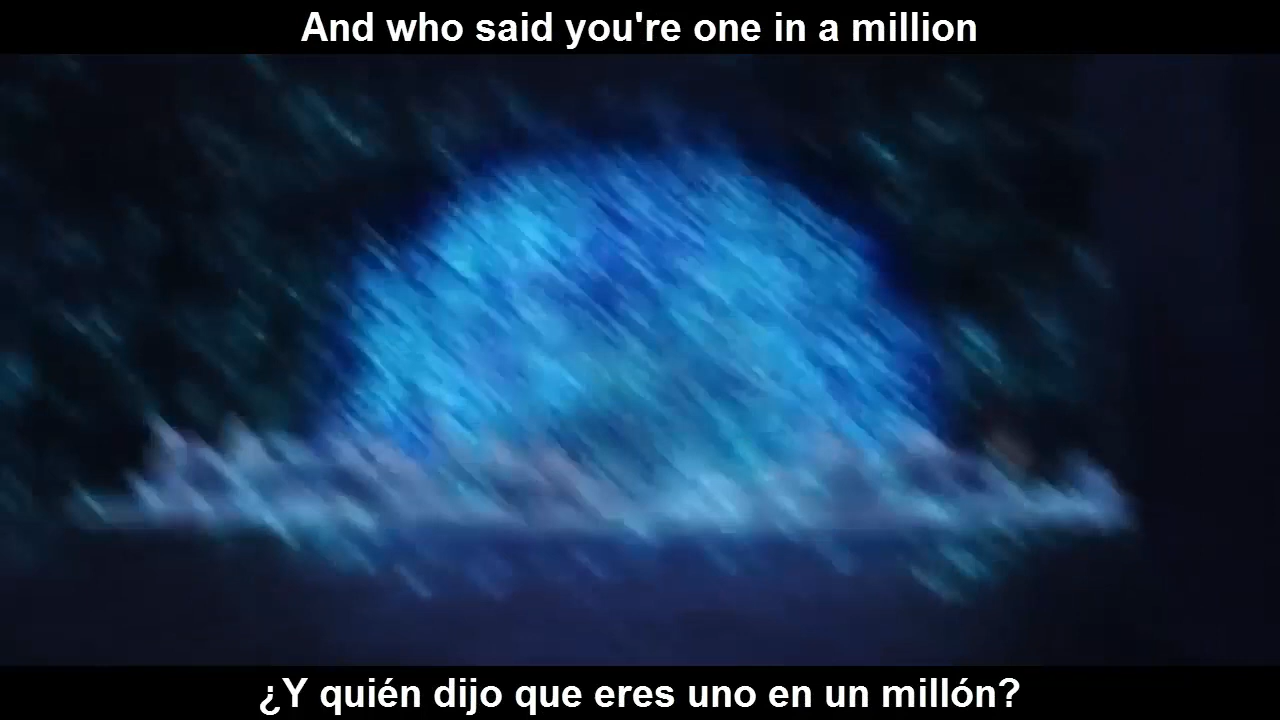 And who said you're one in a million
¿Y quién dijo que eres uno en un millón?